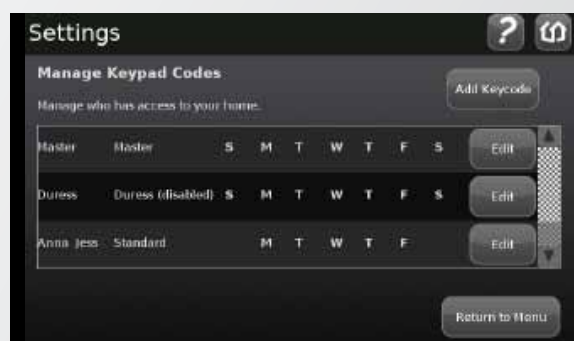 Settings
?
Manage Keypad Codes
Add Keycode
Manage who has access to your home.
Master Master S M T W T F S Edit
Duress Duress (disabled) S M T W T F S Edit
Anna Jess Standard M T W T F Edit
Return to Menu